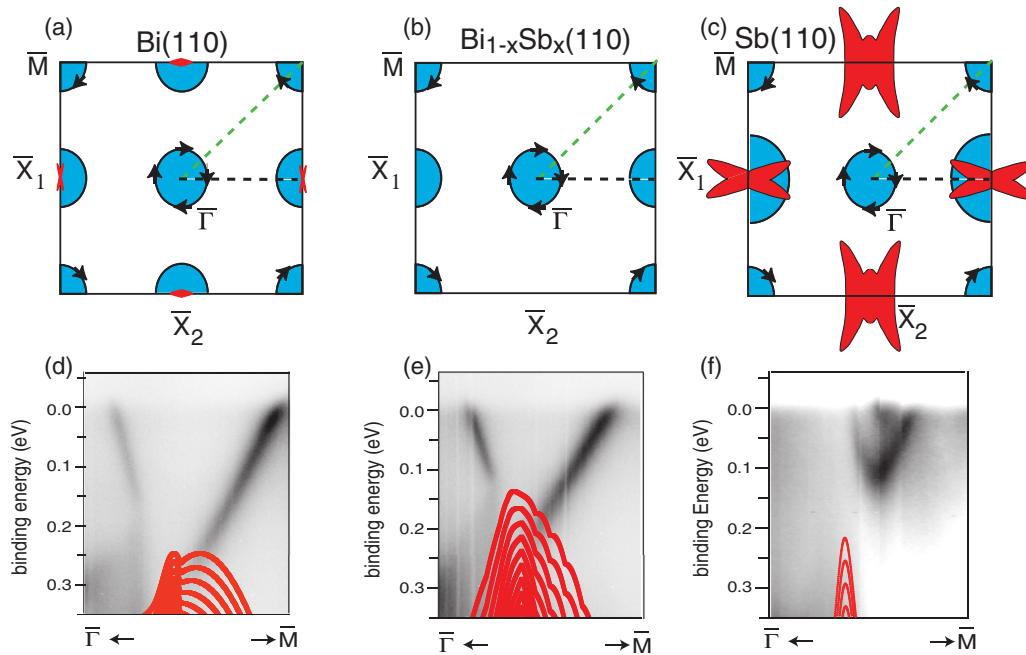 (a)
Bi(110)
M̅
X̅1
Γ̅
X̅2
(b)
Bi1-xSbx(110)
M̅
X̅1
Γ̅
X̅2
(c)
Sb(110)
M̅
X̅1
Γ̅
X̅2
(d)
binding energy (eV)
0.0
0.1
0.2
0.3
Γ̅ ← → M̅
(e)
binding energy (eV)
0.0
0.1
0.2
0.3
Γ̅ ← → M̅
(f)
binding Energy (eV)
0.0
0.1
0.2
0.3
Γ̅ ← → M̅